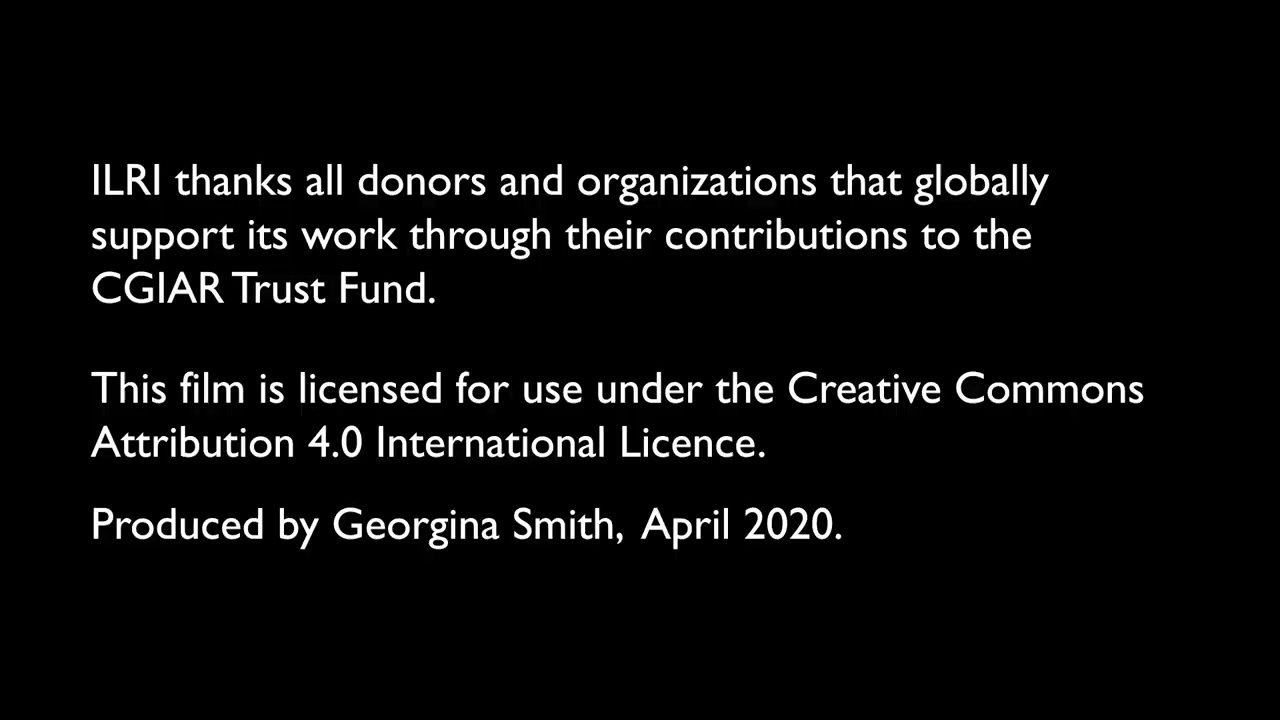 ILRI thanks all donors and organizations that globally
support its work through their contributions to the
CGIAR Trust Fund.
This film is licensed for use under the Creative Commons
Attribution 4.0 International Licence.
Produced by Georgina Smith, April 2020.